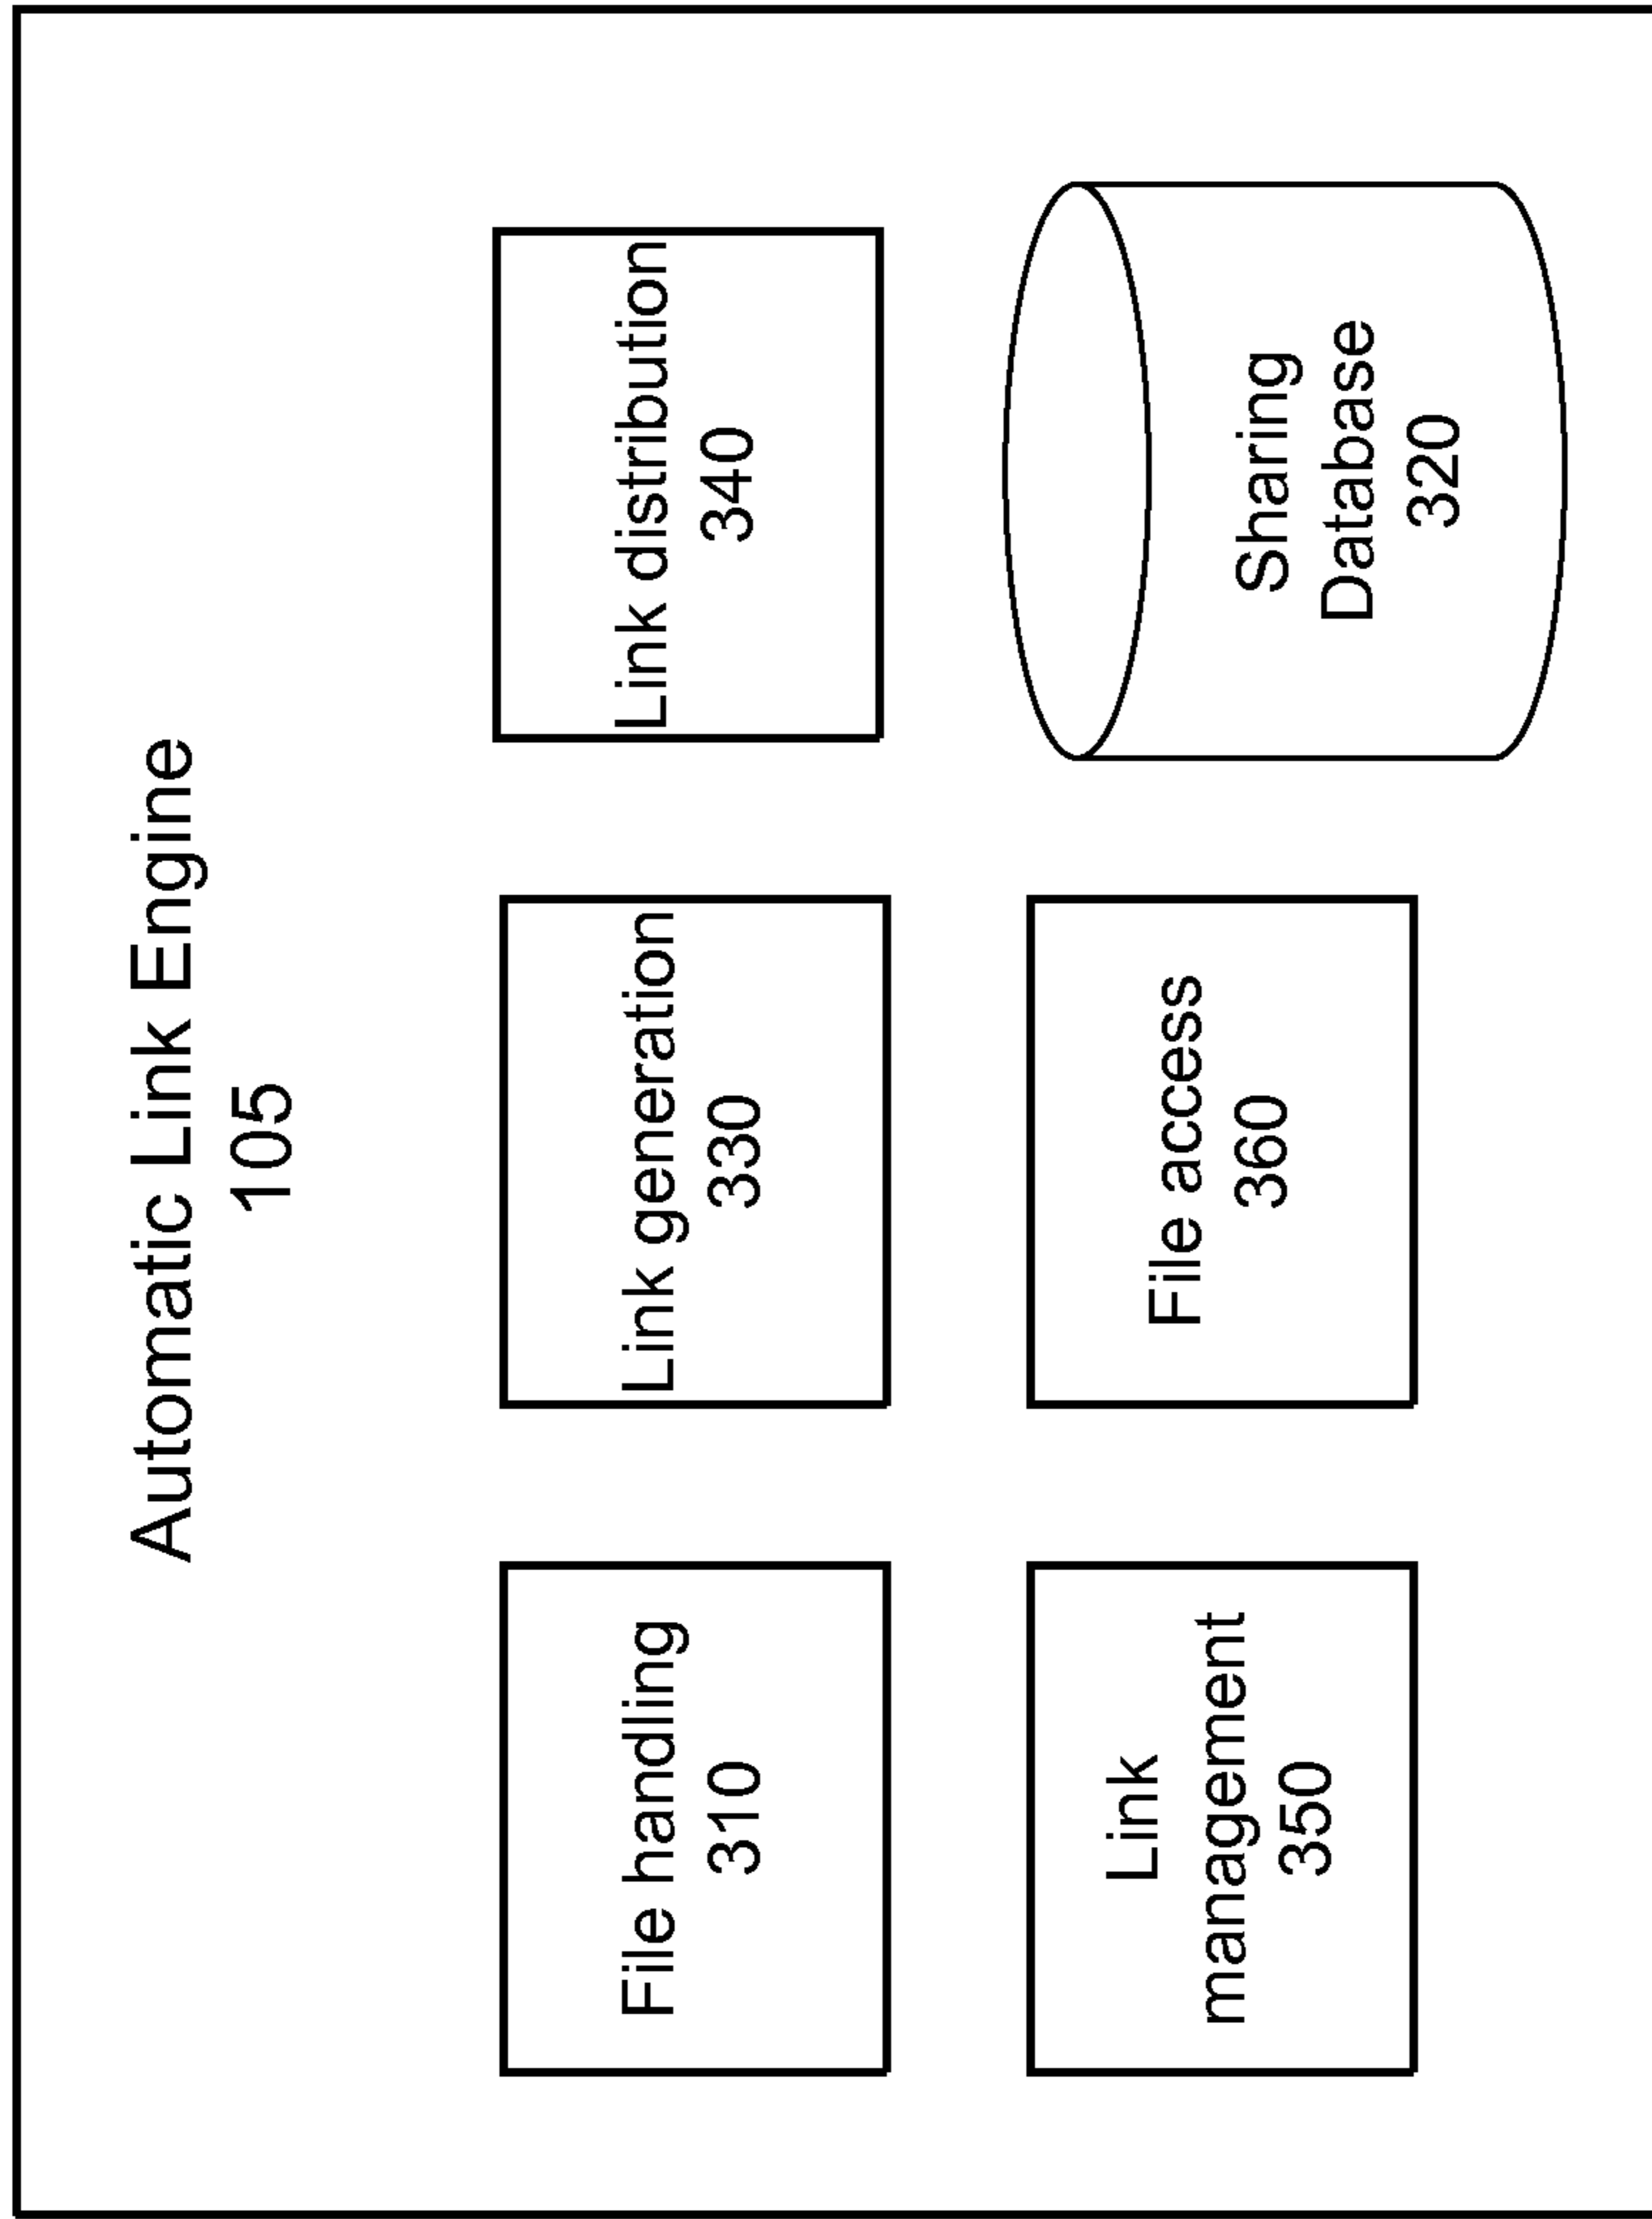 Automatic Link Engine
105
File handling
310
Link generation
330
Link distribution
340
Link
management
350
File access
360
Sharing
Database
320